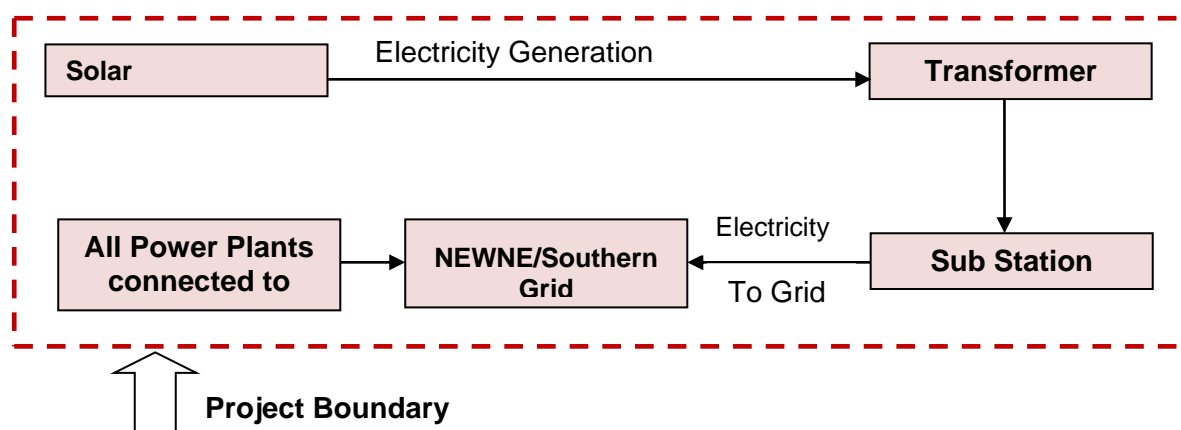 Solar
Electricity Generation
Transformer
All Power Plants
connected to
NEWNE/Southern
Grid
Electricity
To Grid
Sub Station
Project Boundary